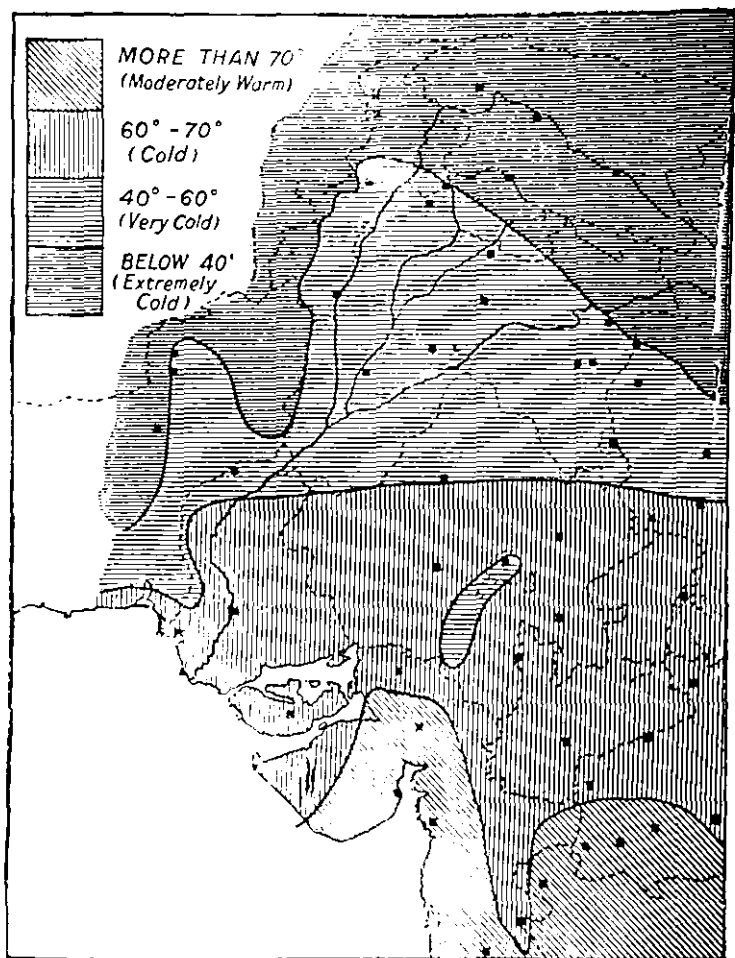 MORE THAN 70°
(Moderately Warm)
60° - 70°
(Cold)
40° - 60°
(Very Cold)
BELOW 40°
(Extremely
Cold)